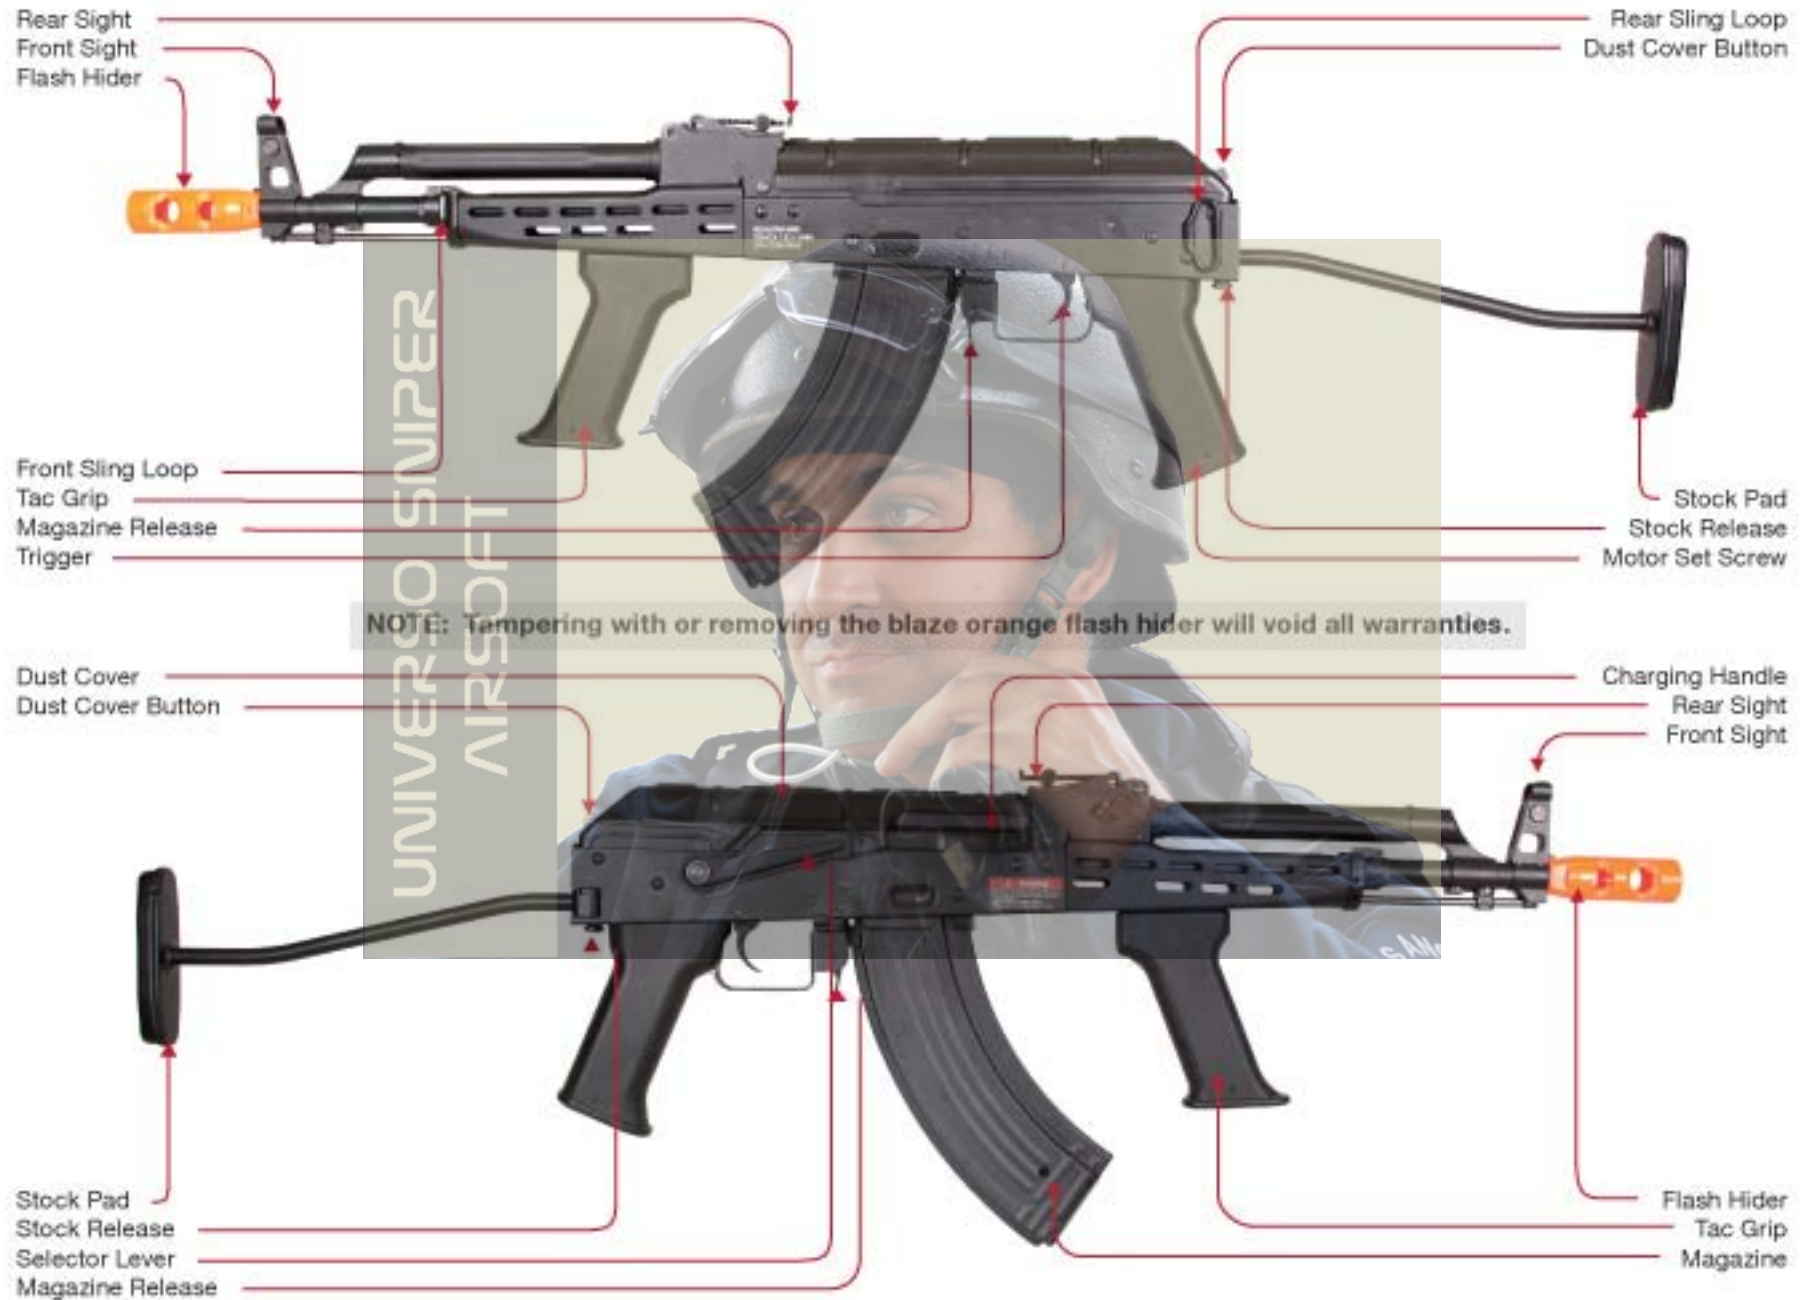 Rear Sight
Front Sight
Flash Hider
Rear Sling Loop
Dust Cover Button
Front Sling Loop
Tac Grip
Magazine Release
Trigger
Stock Pad
Stock Release
Motor Set Screw
UNIVERSO SNIPER
AIRSOFT
NOTE: Tampering with or removing the blaze orange flash hider will void all warranties.
Dust Cover
Dust Cover Button
Charging Handle
Rear Sight
Front Sight
Stock Pad
Stock Release
Selector Lever
Magazine Release
Flash Hider
Tac Grip
Magazine